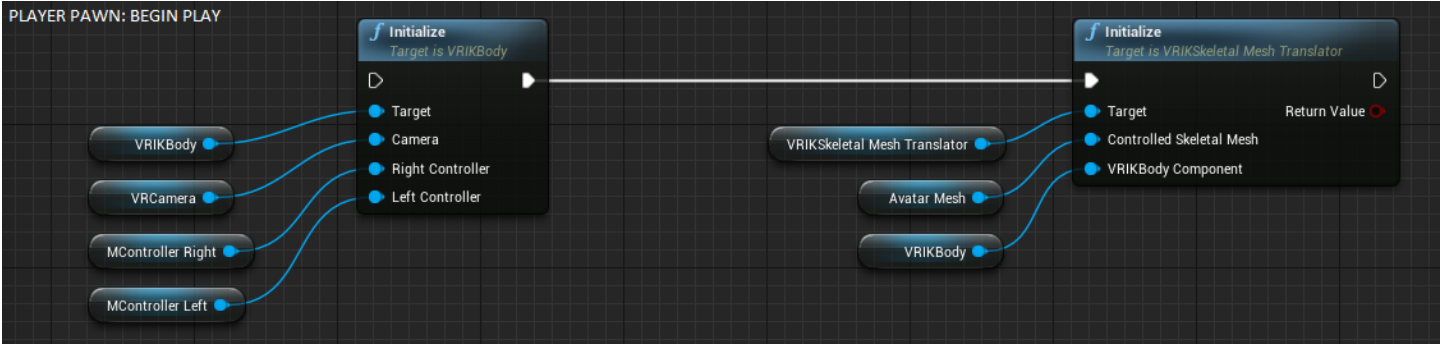 PLAYER PAWN: BEGIN PLAY
f Initialize
Target is VRIKBody
Target
Camera
Right Controller
Left Controller
VRIKBody
VRCamera
MController Right
MController Left
f Initialize
Target is VRIKSkeletal Mesh Translator
Target Return Value
Controlled Skeletal Mesh
VRIKBody Component
VRIKSkeletal Mesh Translator
Avatar Mesh
VRIKBody